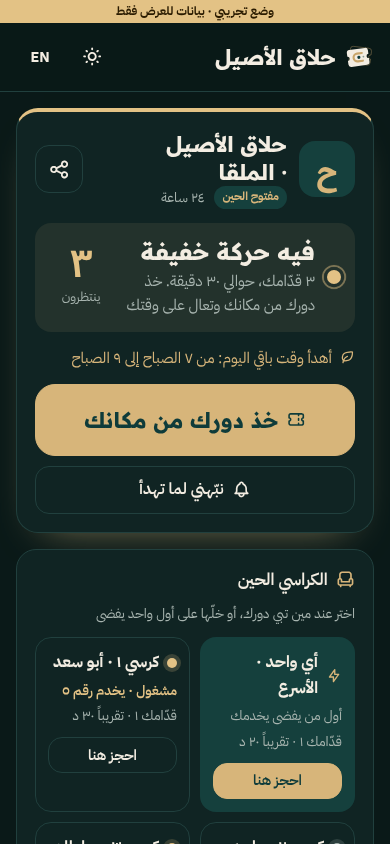 وضع تجريبي · بيانات للعرض فقط
حلاق الأصيل
EN
ح
حلاق الأصيل
· الملقا
مفتوح الحين
٢٤ ساعة
فيه حركة خفيفة
٣ قدّامك، حوالي ٣٠ دقيقة. خذ
دورك من مكانك وتعال على وقتك
٣
ينتظرون
أهدأ وقت باقي اليوم: من ٧ الصباح إلى ٩ الصباح
خذ دورك من مكانك
نبّهني لما تهدأ
الكراسي الحين
اختر عند مين تبي دورك، أو خلّها على أول واحد يفضى
أي واحد ·
الأسرع
أول من يفضى يخدمك
قدّامك ١ · تقريباً ٢٠ د
احجز هنا
كرسي ١ · أبو سعد
مشغول · يخدم رقم ٥
قدّامك ١ · تقريباً ٣٠ د
احجز هنا